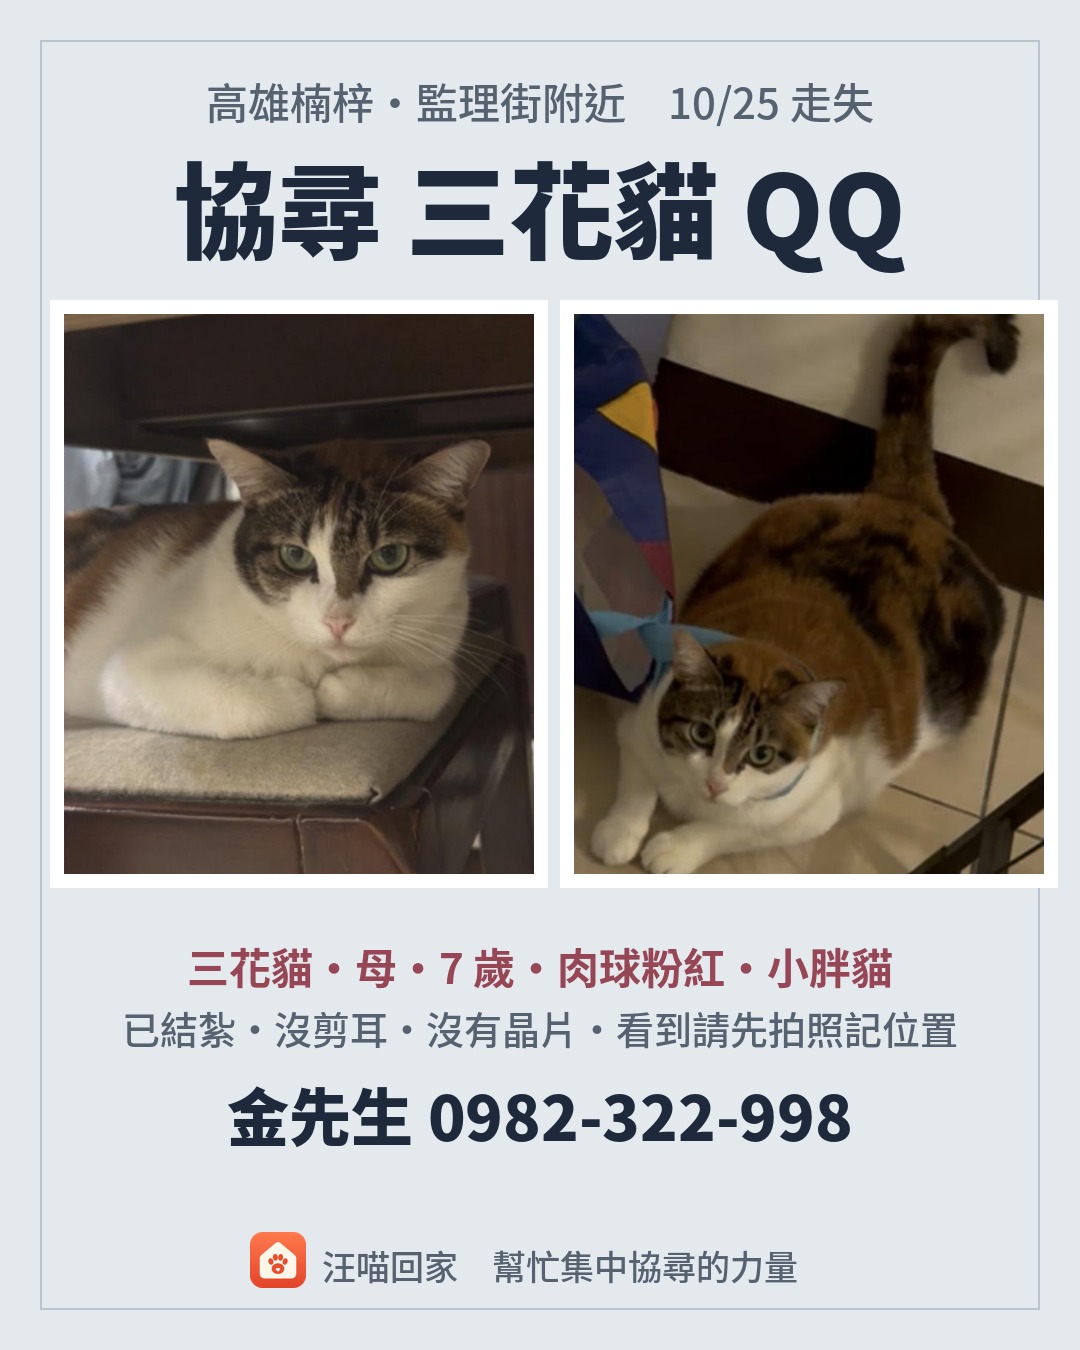 高雄楠梓・監理街附近　10/25 走失
協尋 三花貓 QQ
三花貓・母・7 歲・肉球粉紅・小胖貓
已結紮・沒剪耳・沒有晶片・看到請先拍照記位置
金先生 0982-322-998
汪喵回家　幫忙集中協尋的力量